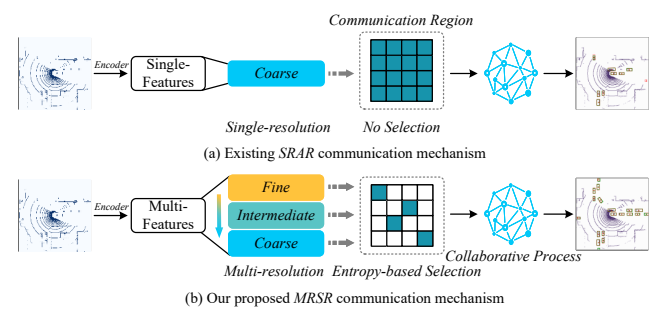 Communication Region
Encoder
Single-
Features
Coarse
Single-resolution
No Selection
(a) Existing SRAR communication mechanism
Encoder
Multi-
Features
Fine
Intermediate
Coarse
Multi-resolution
Entropy-based Selection
Collaborative Process
(b) Our proposed MRSR communication mechanism